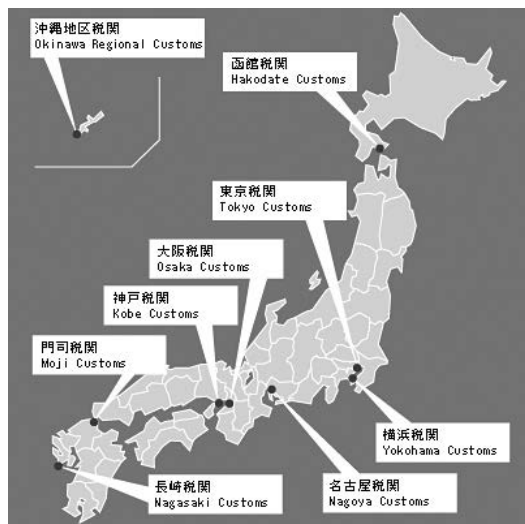 沖縄地区税関
Okinawa Regional Customs
函館税関
Hakodate Customs
東京税関
Tokyo Customs
大阪税関
Osaka Customs
神戸税関
Kobe Customs
門司税関
Moji Customs
横浜税関
Yokohama Customs
長崎税関
Nagasaki Customs
名古屋税関
Nagoya Customs